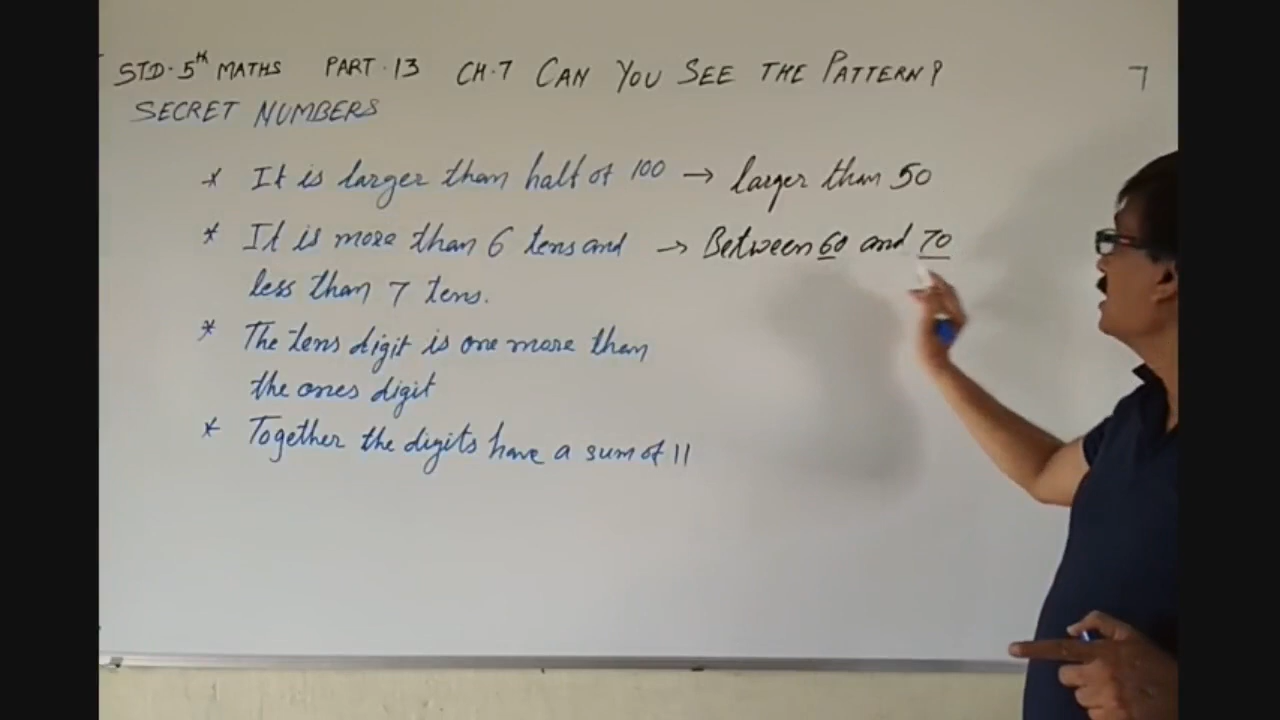 STD. 5th MATHS PART. 13 CH.7 CAN YOU SEE THE PATTERN? 7
SECRET NUMBERS
* It is larger than half of 100 → larger than 50
* It is more than 6 tens and → Between 60 and 70
less than 7 tens.
* The tens digit is one more than
the ones digit
* Together the digits have a sum of 11